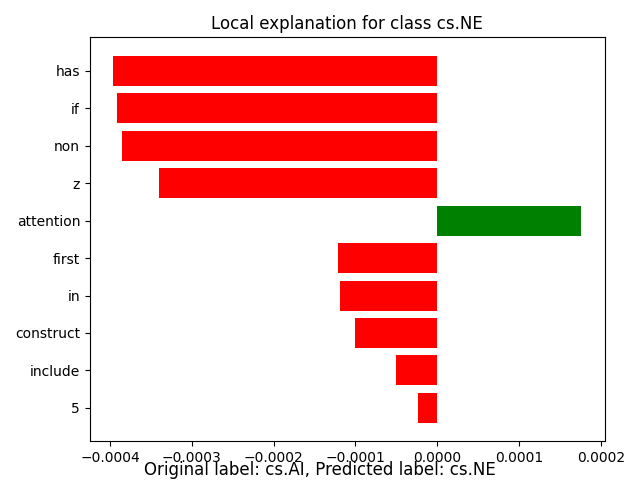 Local explanation for class cs.NE
has
if
non
z
attention
first
in
construct
include
5
−0.0004 −0.0003 −0.0002 −0.0001 0.0000 0.0001 0.0002
Original label: cs.AI, Predicted label: cs.NE